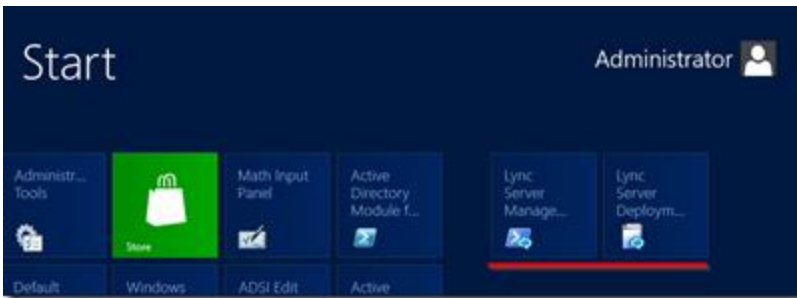 Start
Administrator
Administr...
Tools
Store
Math Input
Panel
Active
Directory
Module f...
Lync
Server
Manage...
Lync
Server
Deploym...
Default
Windows
ADSI Edit
Active